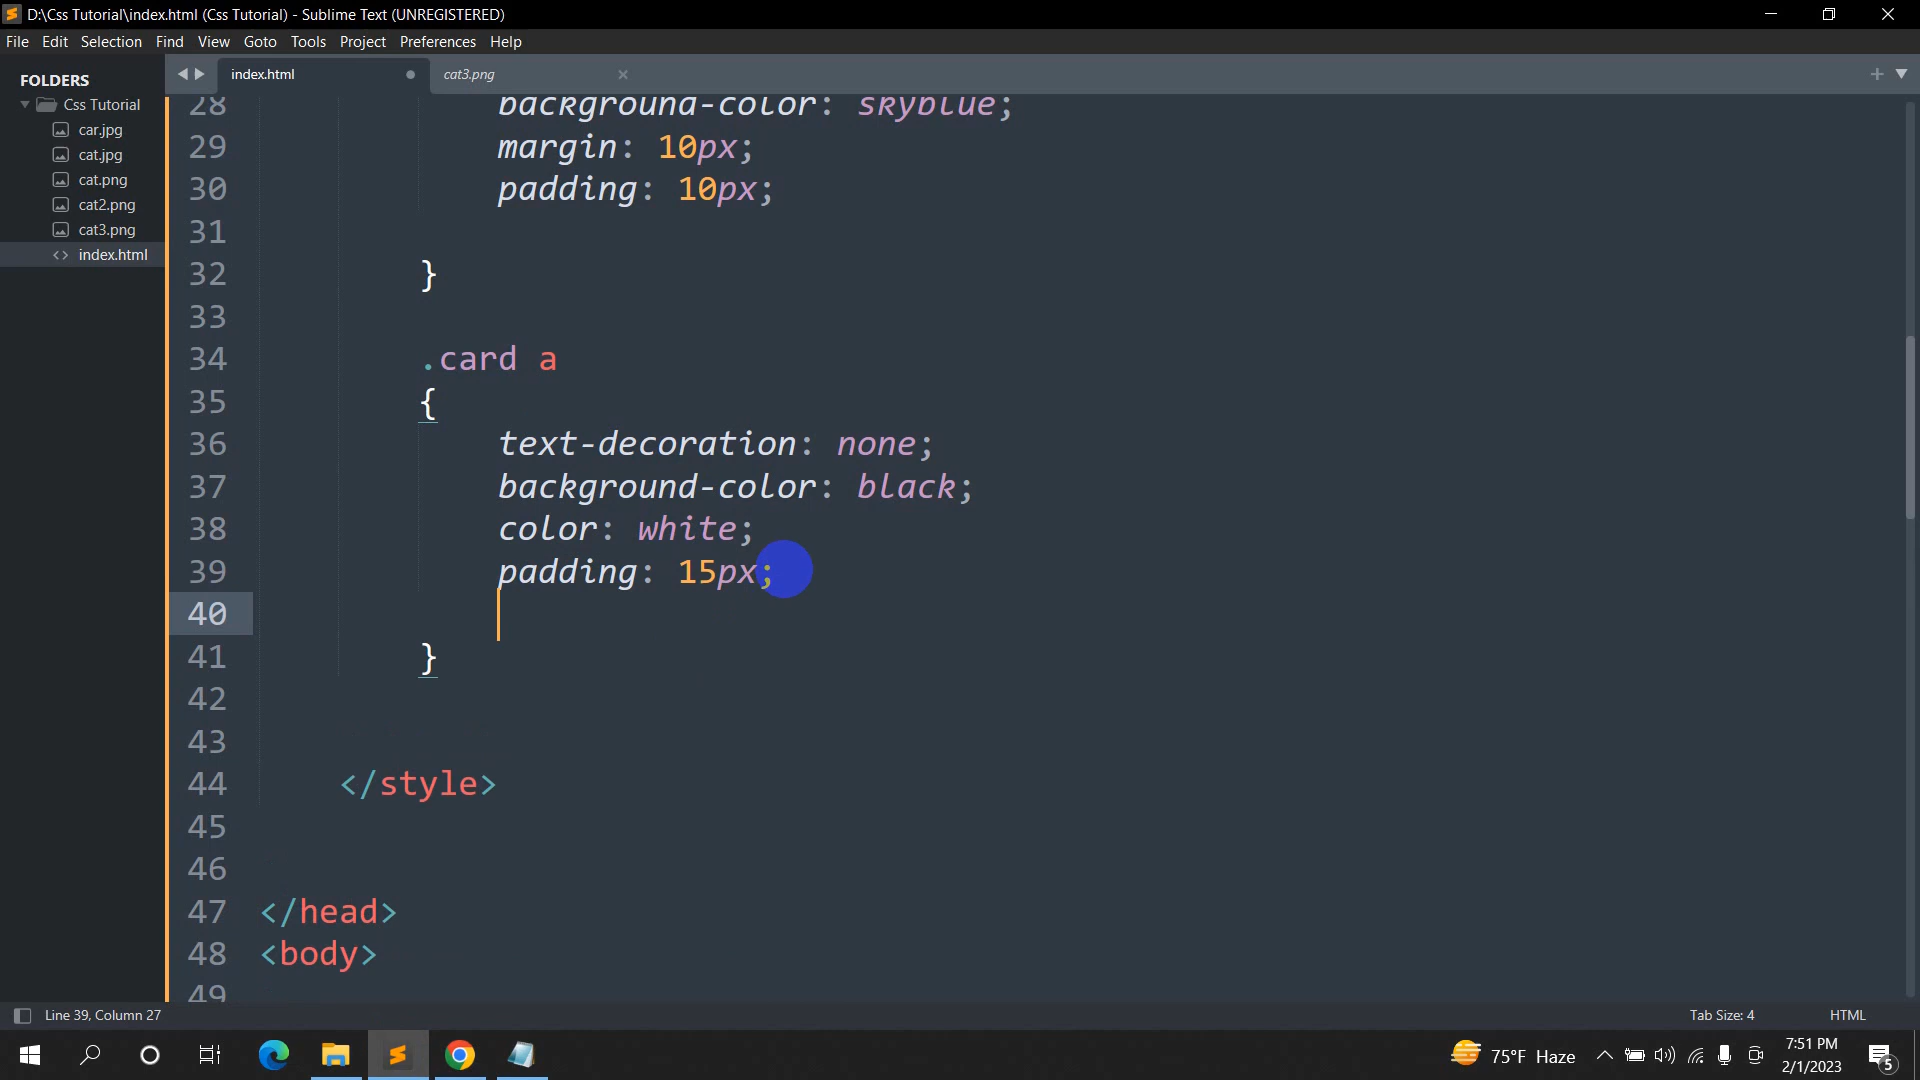 D:\Css Tutorial\index.html (Css Tutorial) - Sublime Text (UNREGISTERED)
File Edit Selection Find View Goto Tools Project Preferences Help
FOLDERS
Css Tutorial
car.jpg
cat.jpg
cat.png
cat2.png
cat3.png
index.html
index.html
cat3.png
28 background-color: skyblue;
29 margin: 10px;
30 padding: 10px;
31
32 }
33
34 .card a
35 {
36 text-decoration: none;
37 background-color: black;
38 color: white;
39 padding: 15px;
40
41 }
42
43
44 </style>
45
46
47 </head>
48 <body>
49
Line 39, Column 27
Tab Size: 4
HTML
75°F Haze
7:51 PM
2/1/2023
5